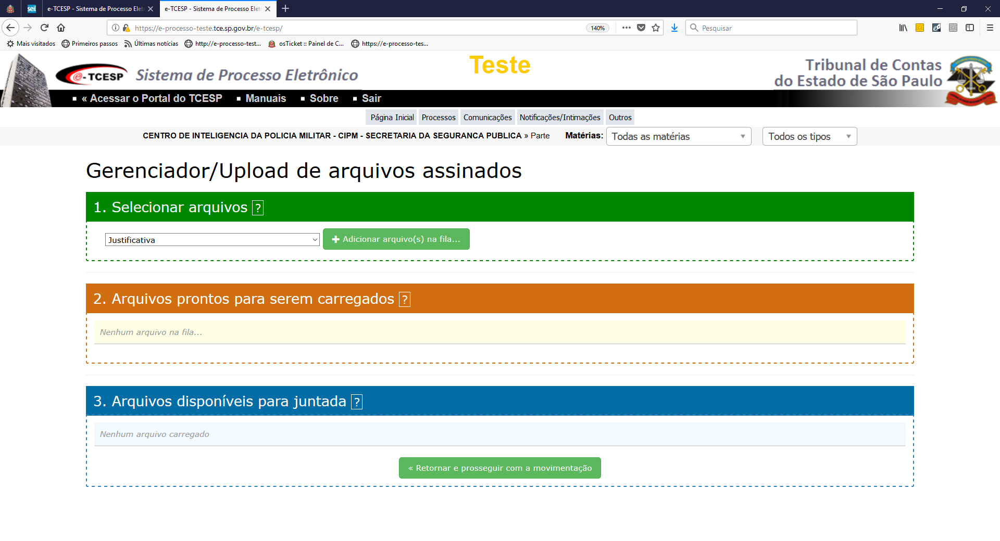 sei!
e-TCESP - Sistema de Processo Elet
e-TCESP - Sistema de Processo Elet
https://e-processo-teste.tce.sp.gov.br/e-tcesp/
140%
Pesquisar
Mais visitados
Primeiros passos
Últimas notícias
http://e-processo-test...
osTicket :: Painel de C...
https://e-processo-tes...
e-TCESP
Sistema de Processo Eletrônico
Teste
Tribunal de Contas
do Estado de São Paulo
« Acessar o Portal do TCESP
Manuais
Sobre
Sair
Página Inicial
Processos
Comunicações
Notificações/Intimações
Outros
CENTRO DE INTELIGENCIA DA POLICIA MILITAR - CIPM - SECRETARIA DA SEGURANCA PUBLICA » Parte
Matérias:
Todas as matérias
Todos os tipos
Gerenciador/Upload de arquivos assinados
1. Selecionar arquivos ?
Justificativa
Adicionar arquivo(s) na fila...
2. Arquivos prontos para serem carregados ?
Nenhum arquivo na fila...
3. Arquivos disponíveis para juntada ?
Nenhum arquivo carregado
« Retornar e prosseguir com a movimentação